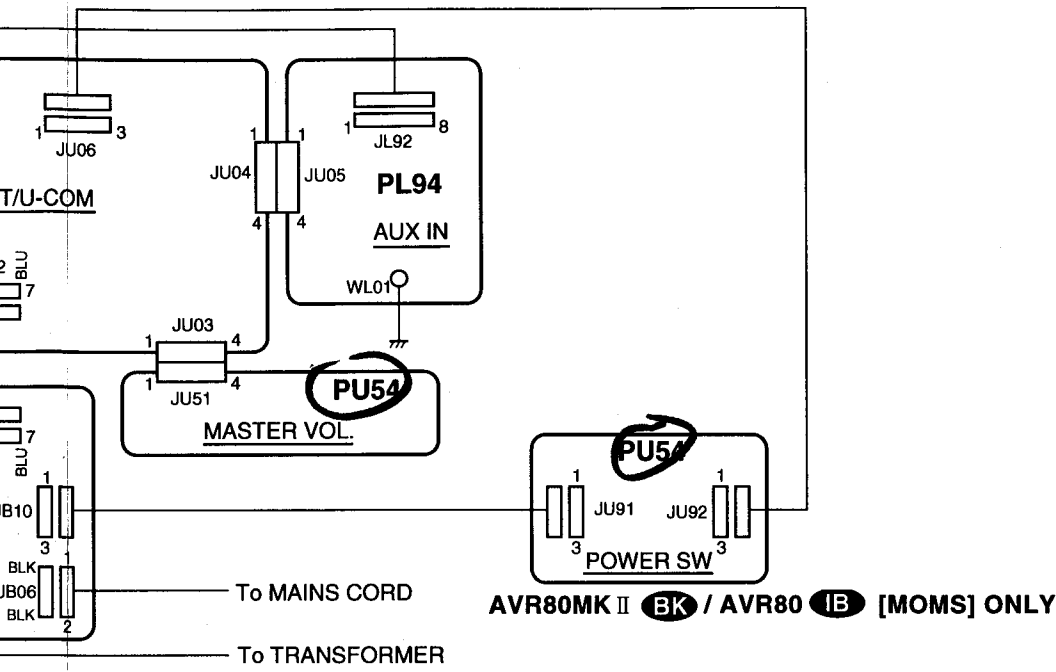 1 3
JU06
T/U-COM
2 BLU
7
1 1
JU04 JU05
4 4
1 8
JL92
PL94
AUX IN
WL01
JU03
1 4
1 4
JU51
PU54
MASTER VOL.
7
BLU
1
JB10
3
BLK 1
JB06
BLK
2
To MAINS CORD
To TRANSFORMER
PU54
1 1
JU91 JU92
3 3
POWER SW
AVR80MK II BK / AVR80 IB [MOMS] ONLY